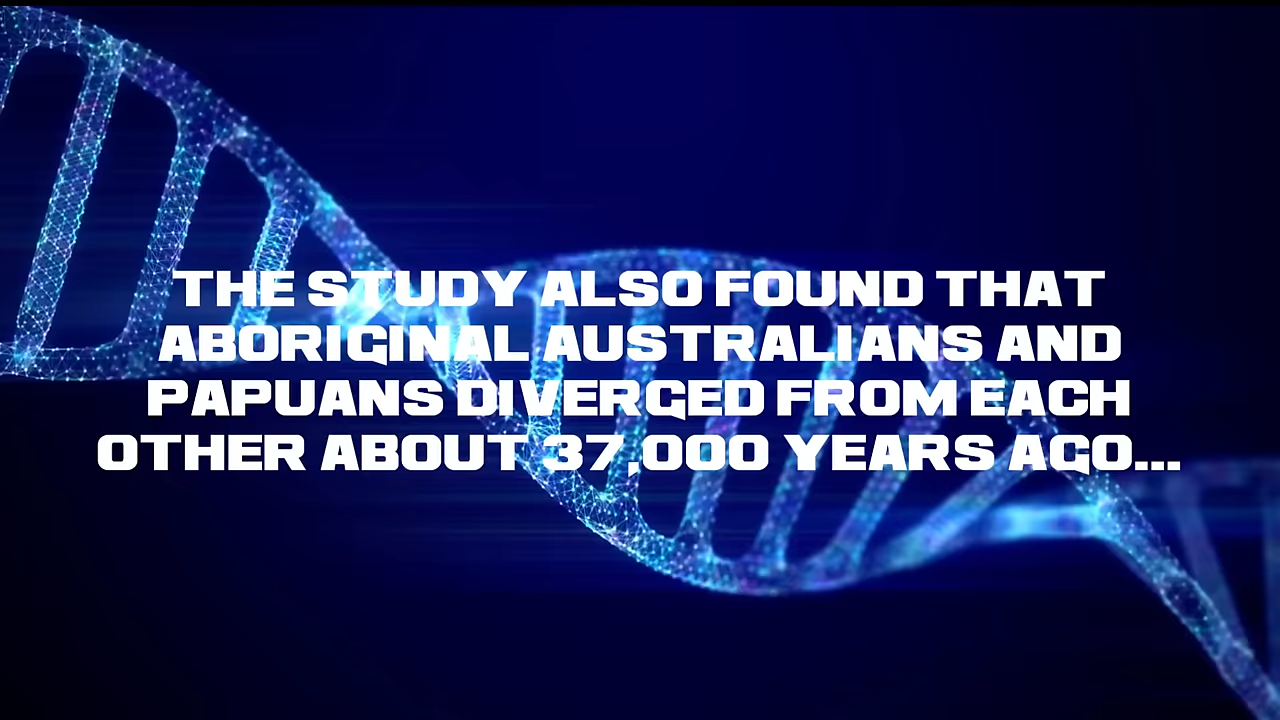 THE STUDY ALSO FOUND THAT
ABORIGINAL AUSTRALIANS AND
PAPUANS DIVERGED FROM EACH
OTHER ABOUT 37,000 YEARS AGO...